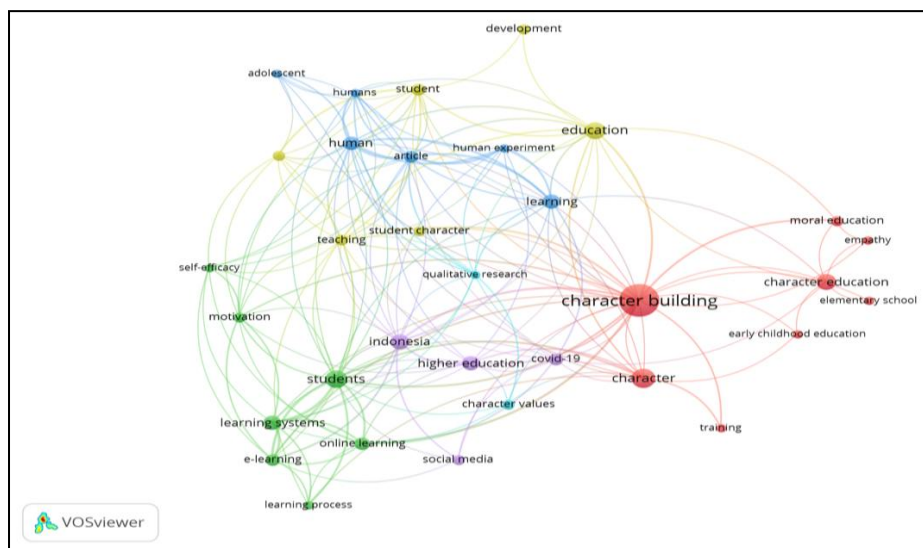 development
adolescent
humans
student
education
human
article
human experiment
learning
moral education
student character
empathy
teaching
self-efficacy
qualitative research
character education
character building
elementary school
motivation
early childhood education
indonesia
covid-19
higher education
students
character
character values
learning systems
training
online learning
e-learning
social media
learning process
VOSviewer